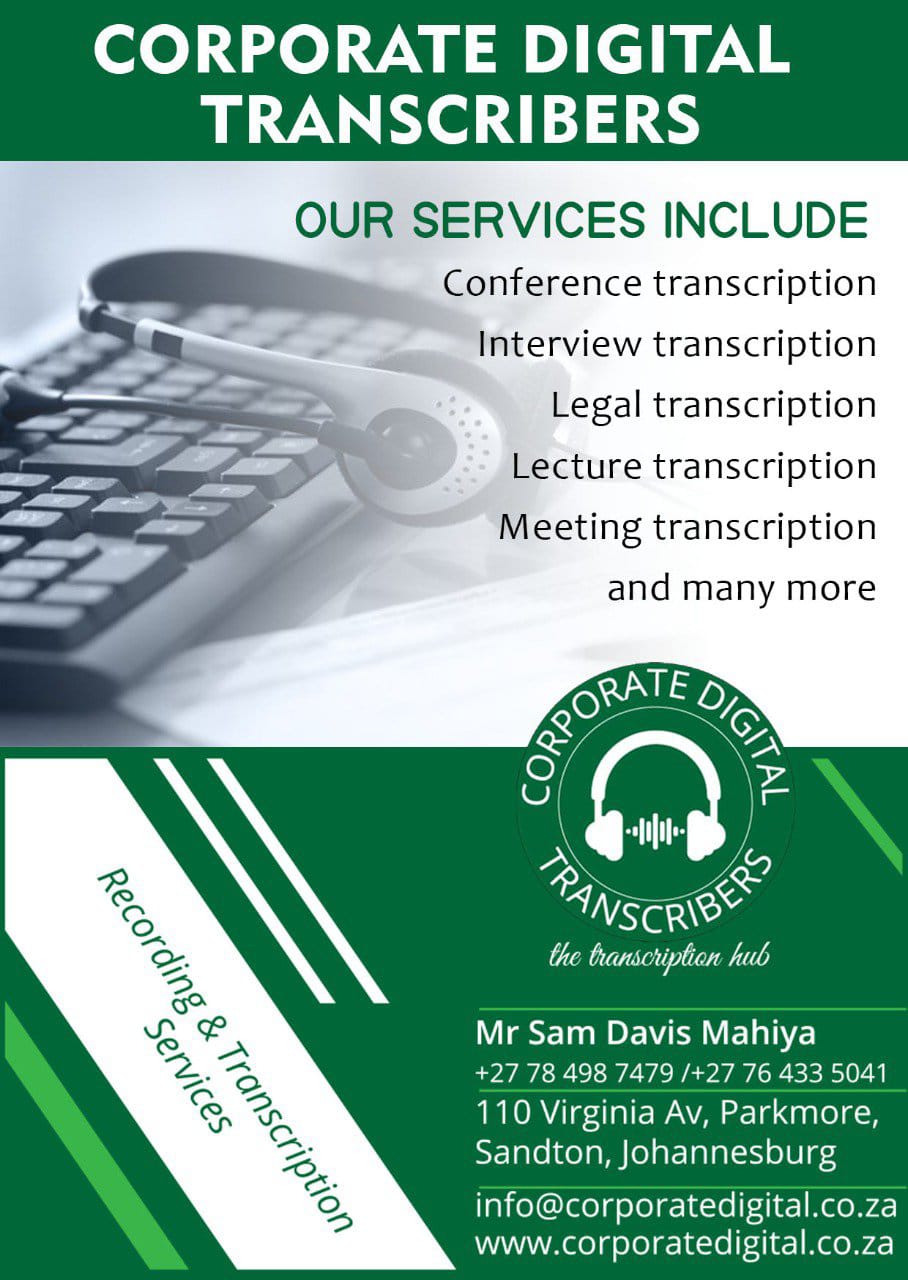 CORPORATE DIGITAL
TRANSCRIBERS
OUR SERVICES INCLUDE
Conference transcription
Interview transcription
Legal transcription
Lecture transcription
Meeting transcription
and many more
CORPORATE DIGITAL
TRANSCRIBERS
the transcription hub
Recording & Transcription
Services
Mr Sam Davis Mahiya
+27 78 498 7479 /+27 76 433 5041
110 Virginia Av, Parkmore,
Sandton, Johannesburg
info@corporatedigital.co.za
www.corporatedigital.co.za